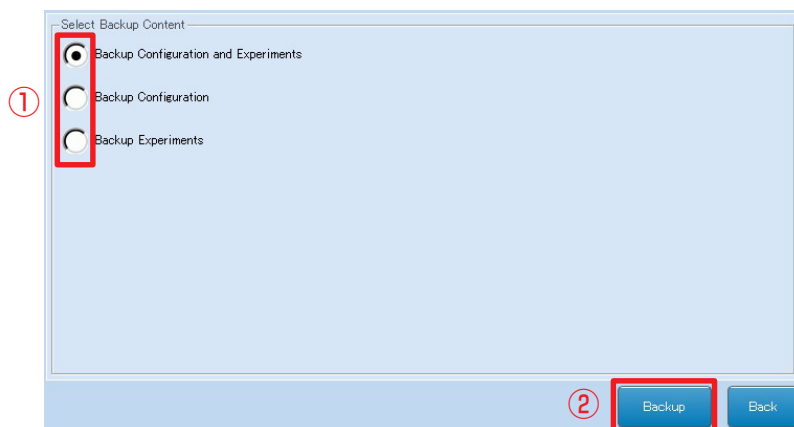 Select Backup Content
Backup Configuration and Experiments
①
Backup Configuration
Backup Experiments
②
Backup
Back